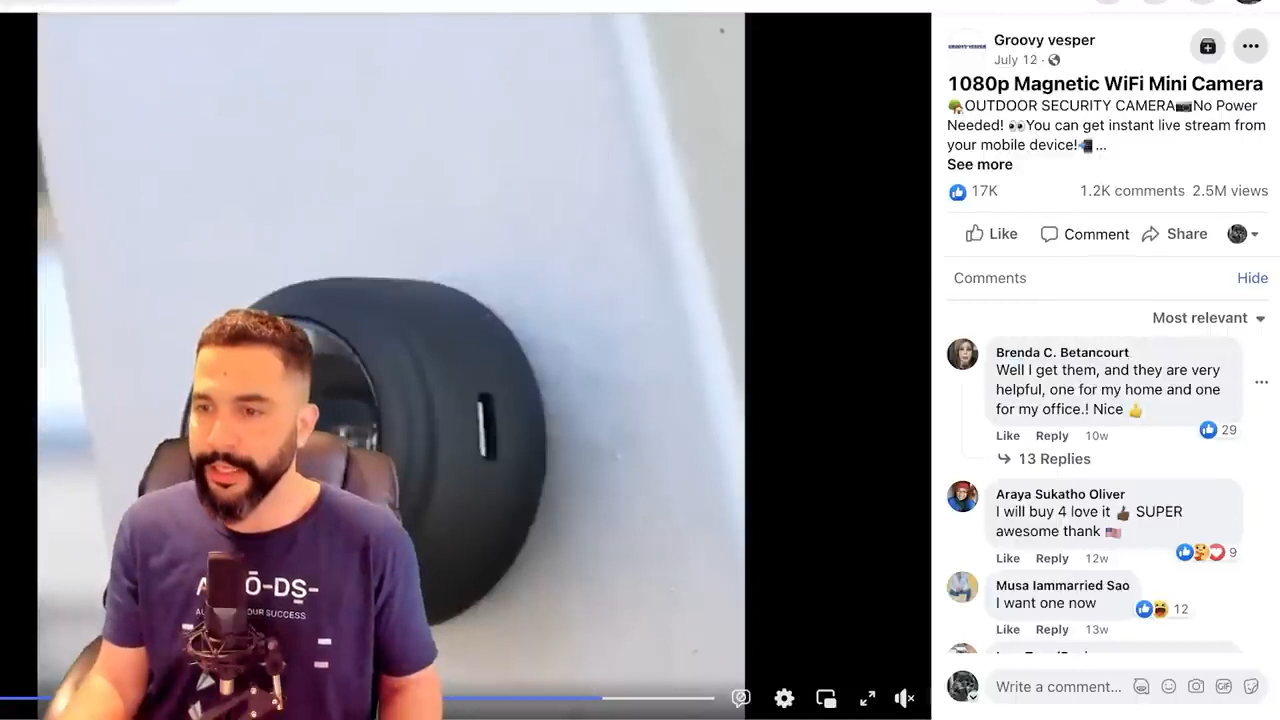 Groovy vesper
July 12 ·
1080p Magnetic WiFi Mini Camera
🏡OUTDOOR SECURITY CAMERA📷No Power
Needed! 👀You can get instant live stream from
your mobile device!📲...
See more
17K 1.2K comments 2.5M views
Like Comment Share
Comments Hide
Most relevant
Brenda C. Betancourt
Well I get them, and they are very
helpful, one for my home and one
for my office.! Nice 👍
Like Reply 10w 29
13 Replies
Araya Sukatho Oliver
I will buy 4 love it 👍🏿 SUPER
awesome thank 🇺🇸
Like Reply 12w 9
Musa Iammarried Sao
I want one now
12
Like Reply 13w
Write a comment...
GIF